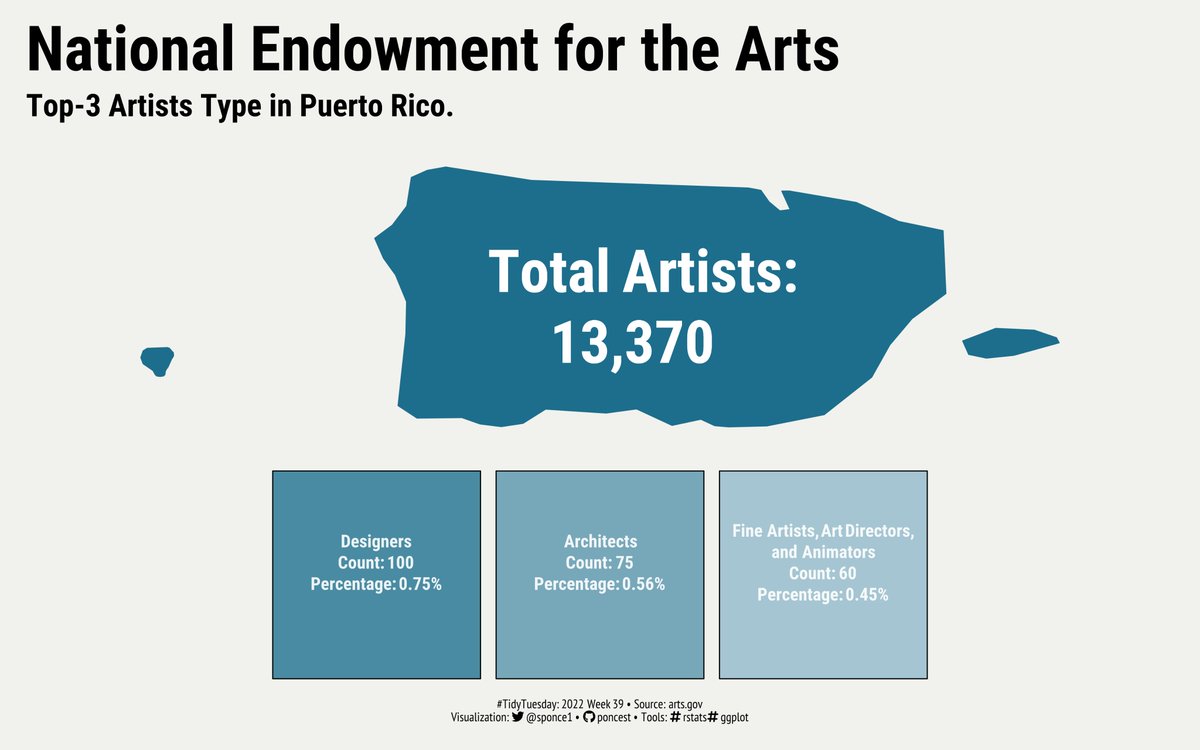 National Endowment for the Arts
Top-3 Artists Type in Puerto Rico.
Total Artists:
13,370
Designers
Count: 100
Percentage: 0.75%
Architects
Count: 75
Percentage: 0.56%
Fine Artists, Art Directors,
and Animators
Count: 60
Percentage: 0.45%
#TidyTuesday: 2022 Week 39 • Source: arts.gov
Visualization: @sponce1 • poncest • Tools: #rstats #ggplot